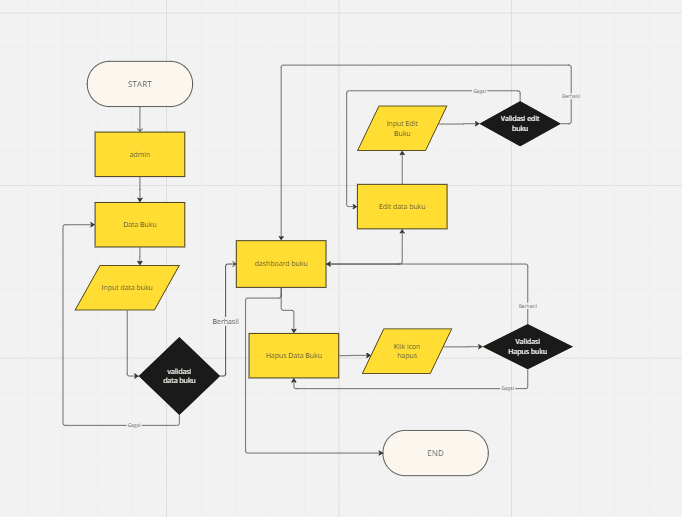 START
admin
Data Buku
Input data buku
validasi
data buku
Gagal
Berhasil
dashboard buku
Edit data buku
Input Edit
Buku
Gagal
Validasi edit
buku
Berhasil
Hapus Data Buku
Klik icon
hapus
Validasi
Hapus buku
Berhasil
Gagal
END